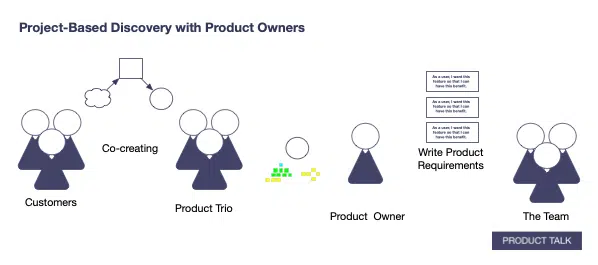 Project-Based Discovery with Product Owners
As a user, I want this
feature so that I can
have this benefit.
As a user, I want this
feature so that I can
have this benefit.
As a user, I want this
feature so that I can
have this benefit.
Co-creating
Write Product
Requirements
Customers
Product Trio
Product Owner
The Team
PRODUCT TALK